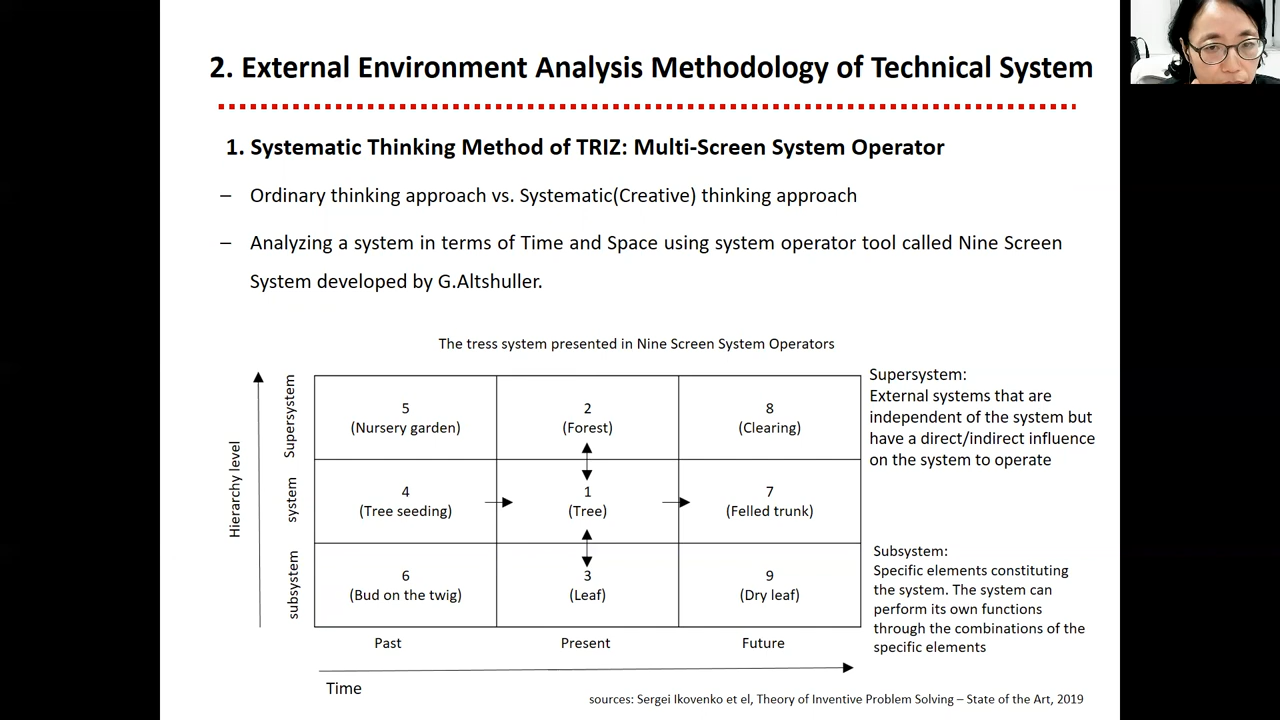 2. External Environment Analysis Methodology of Technical System
1. Systematic Thinking Method of TRIZ: Multi-Screen System Operator
– Ordinary thinking approach vs. Systematic(Creative) thinking approach
– Analyzing a system in terms of Time and Space using system operator tool called Nine Screen
System developed by G.Altshuller.
The tress system presented in Nine Screen System Operators
Hierarchy level
Supersystem
5
(Nursery garden)
2
(Forest)
8
(Clearing)
system
4
(Tree seeding)
1
(Tree)
7
(Felled trunk)
subsystem
6
(Bud on the twig)
3
(Leaf)
9
(Dry leaf)
Past
Present
Future
Time
Supersystem:
External systems that are
independent of the system but
have a direct/indirect influence
on the system to operate
Subsystem:
Specific elements constituting
the system. The system can
perform its own functions
through the combinations of the
specific elements
sources: Sergei Ikovenko et el, Theory of Inventive Problem Solving – State of the Art, 2019